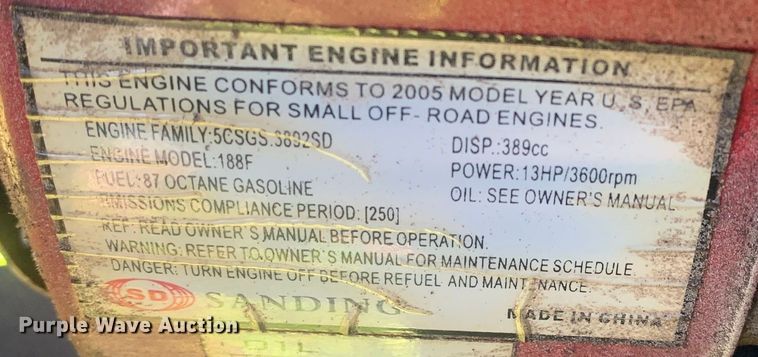 IMPORTANT ENGINE INFORMATION
THIS ENGINE CONFORMS TO 2005 MODEL YEAR U.S. EPA
REGULATIONS FOR SMALL OFF-ROAD ENGINES.
ENGINE FAMILY:5CSGS.3892SD DISP.:389cc
ENGINE MODEL:188F POWER:13HP/3600rpm
FUEL:87 OCTANE GASOLINE OIL: SEE OWNER'S MANUAL
EMISSIONS COMPLIANCE PERIOD: [250]
REF: READ OWNER'S MANUAL BEFORE OPERATION.
WARNING: REFER TO OWNER'S MANUAL FOR MAINTENANCE SCHEDULE.
DANGER: TURN ENGINE OFF BEFORE REFUEL AND MAINTENANCE.
SD SANDING MADE IN CHINA
OIL
Purple Wave Auction